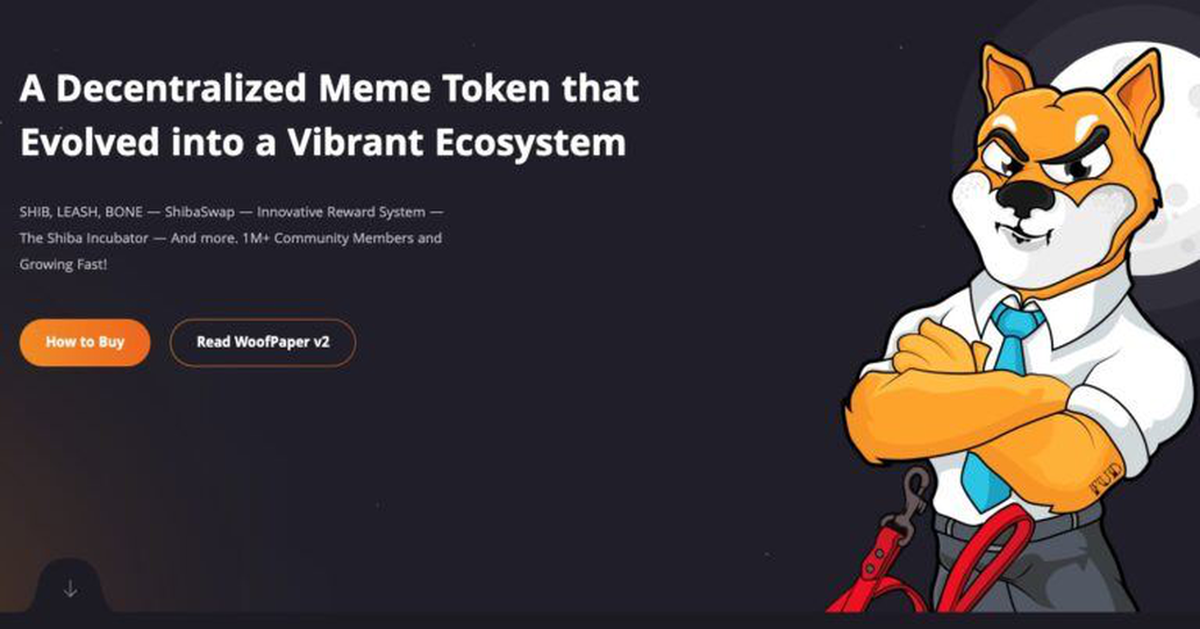 A Decentralized Meme Token that
Evolved into a Vibrant Ecosystem
SHIB, LEASH, BONE — ShibaSwap — Innovative Reward System —
The Shiba Incubator — And more. 1M+ Community Members and
Growing Fast!
How to Buy
Read WoofPaper v2
FUD